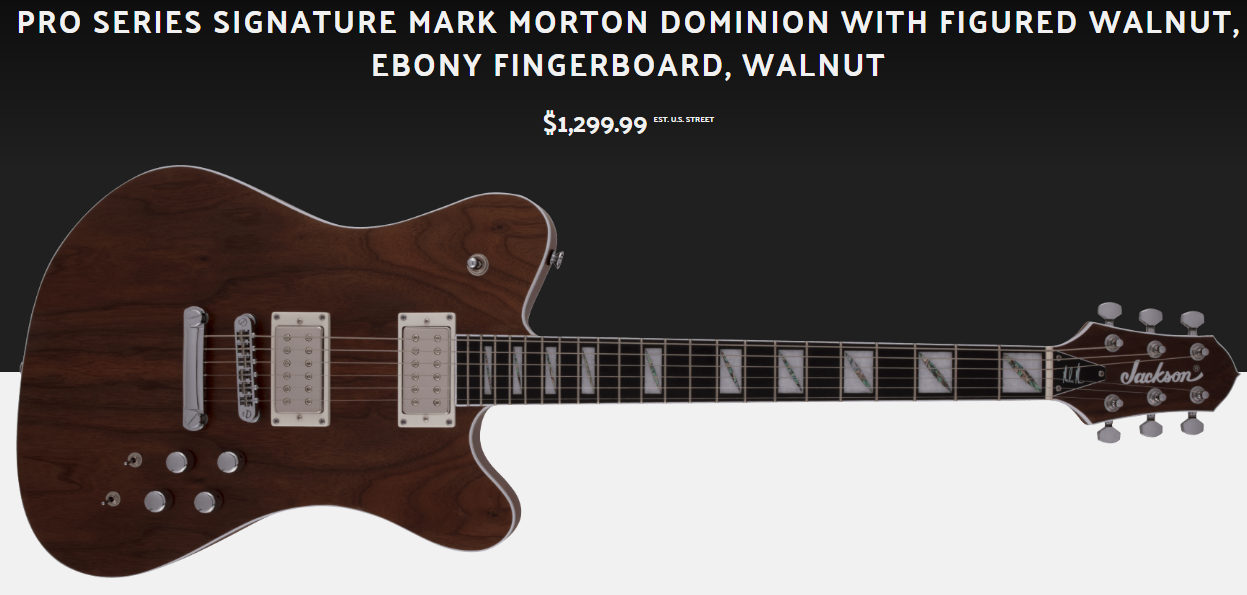 PRO SERIES SIGNATURE MARK MORTON DOMINION WITH FIGURED WALNUT,
EBONY FINGERBOARD, WALNUT
$1,299.99 EST. U.S. STREET
Jackson®